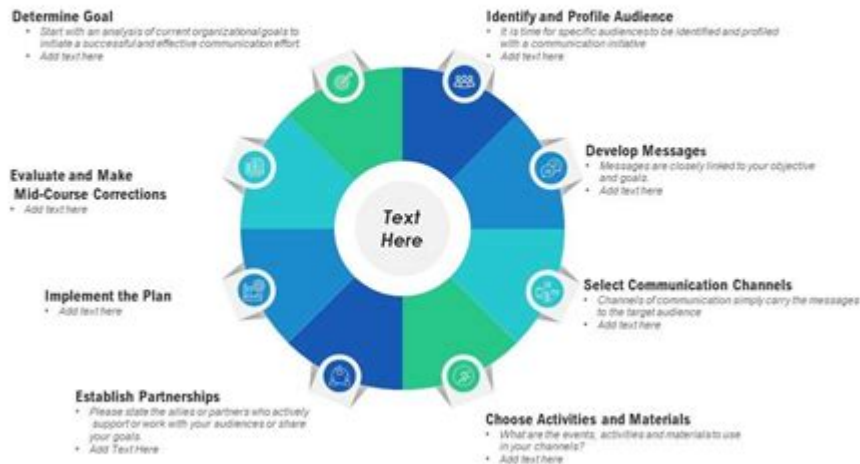 Determine Goal
• Start with an analysis of current organizational goals to
initiate a successful and effective communication effort
• Add text here
Identify and Profile Audience
• It is time for specific audiences to be identified and profiled
with a communication initiative
• Add text here
Develop Messages
• Messages are closely linked to your objective
and goals.
• Add text here
Select Communication Channels
• Channels of communication simply carry the messages
to the target audience
• Add text here
Choose Activities and Materials
• What are the events, activities and materials to use
in your channels?
• Add text here
Establish Partnerships
• Please state the allies or partners who actively
support or work with your audiences or share
your goals.
• Add Text Here
Implement the Plan
• Add text here
Evaluate and Make
Mid-Course Corrections
• Add text here
Text
Here